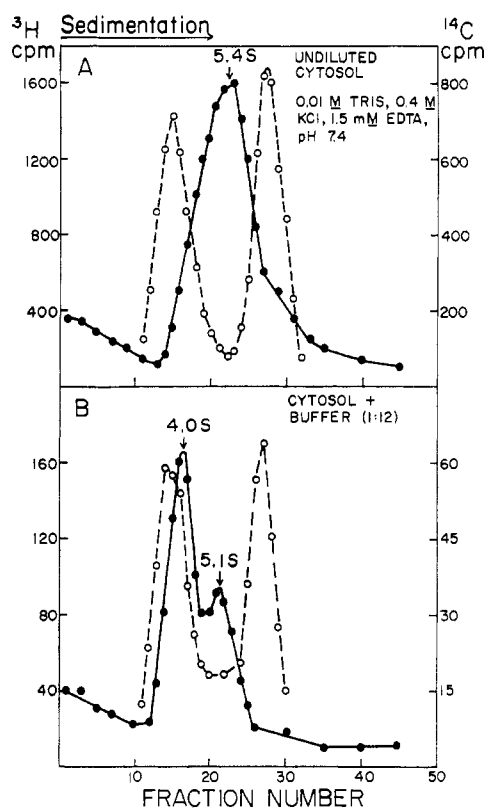 ³H Sedimentation ¹⁴C
cpm cpm
A
5.4S
UNDILUTED
CYTOSOL
0.01 M TRIS, 0.4 M
KCl, 1.5 mM EDTA,
pH 7.4
1600
1200
800
400
800
600
400
200
B
CYTOSOL +
BUFFER (1:12)
4.0S
5.1S
160
120
80
40
60
45
30
15
0 10 20 30 40 50
FRACTION NUMBER